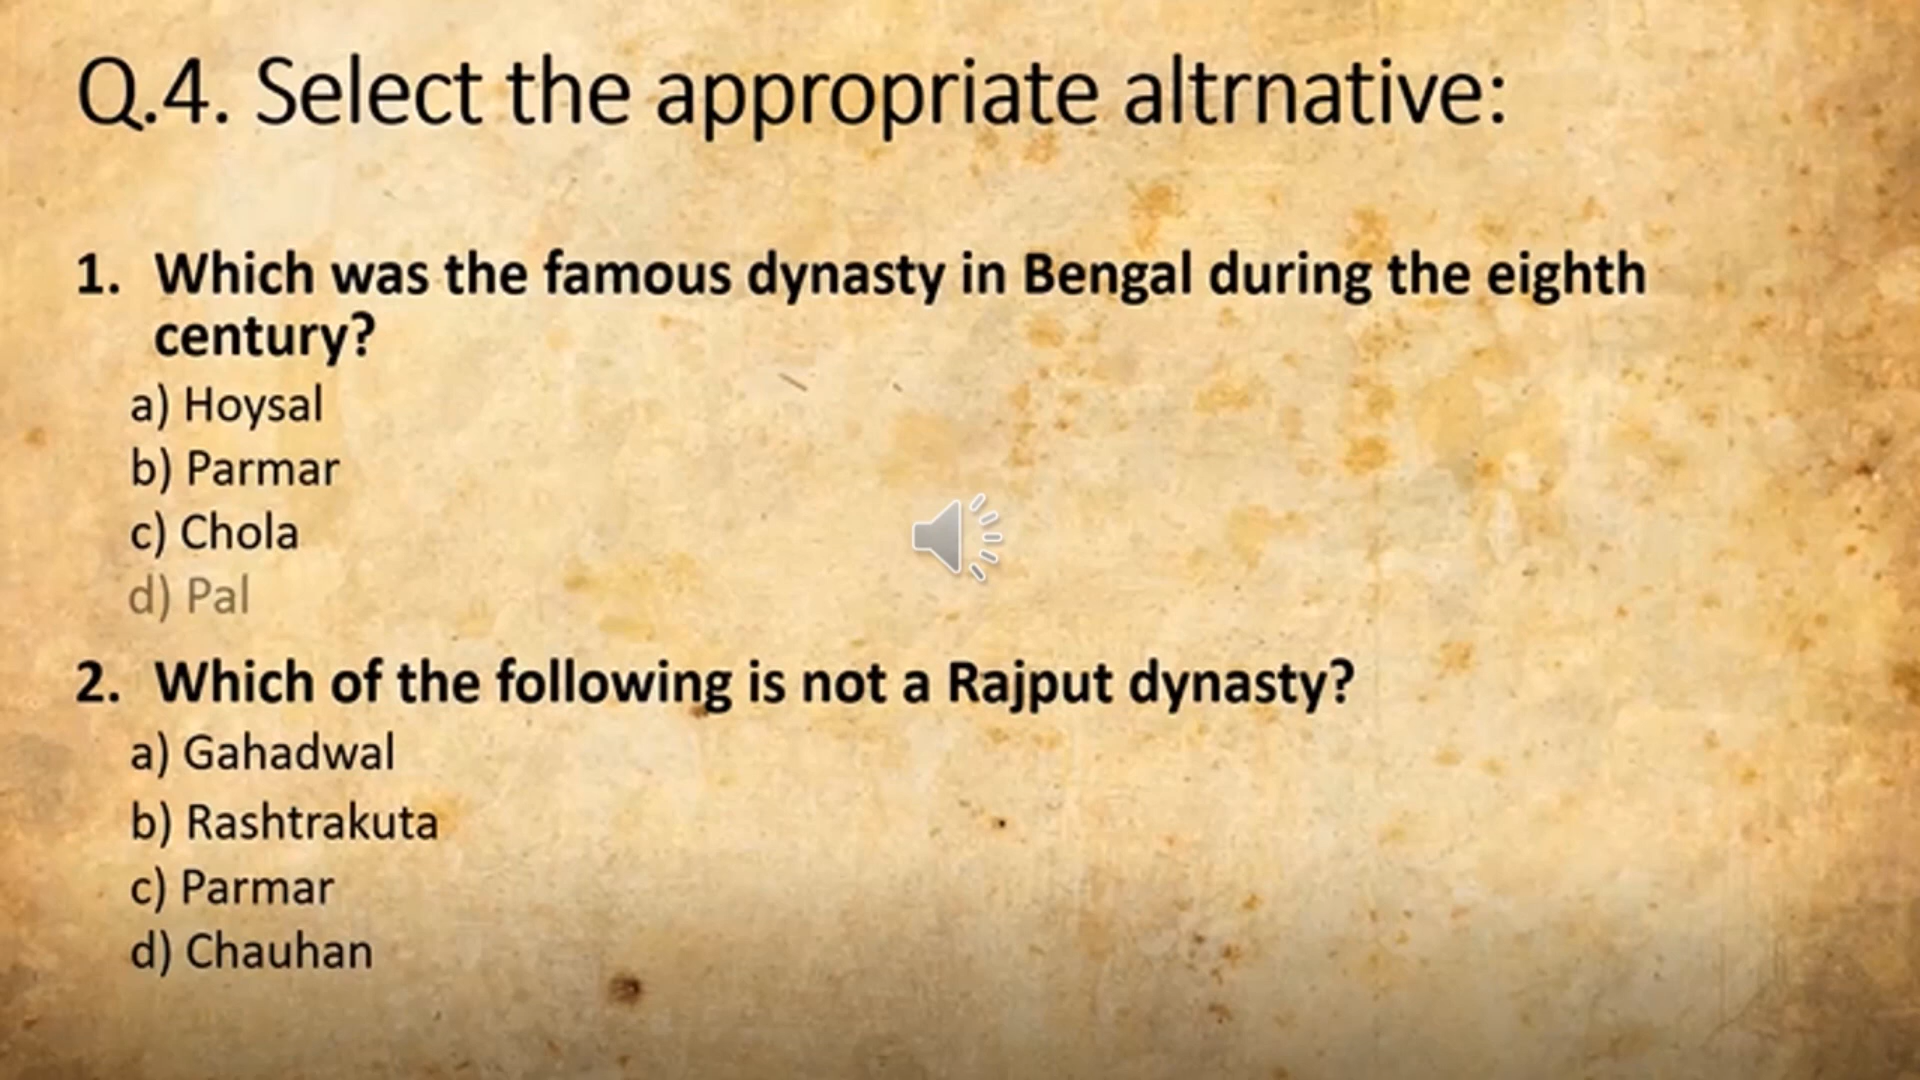 Q.4. Select the appropriate altrnative:
1. Which was the famous dynasty in Bengal during the eighth
century?
a) Hoysal
b) Parmar
c) Chola
d) Pal
2. Which of the following is not a Rajput dynasty?
a) Gahadwal
b) Rashtrakuta
c) Parmar
d) Chauhan